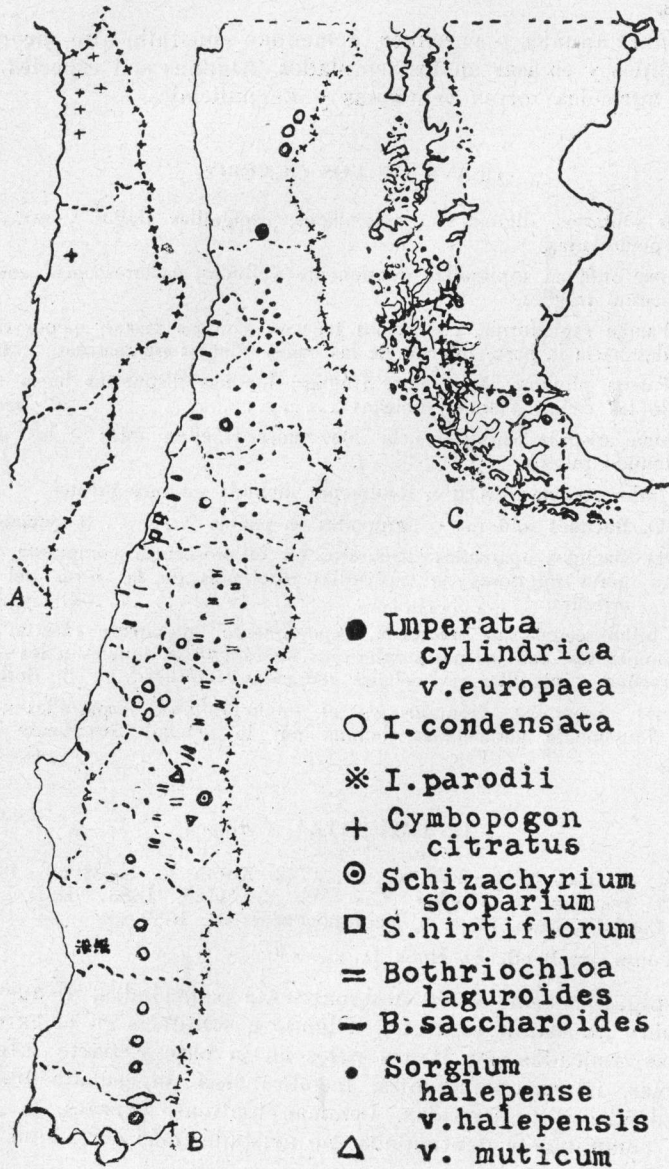 A
B
C
Imperata
cylindrica
v.europaea
I.condensata
I.parodii
Cymbopogon
citratus
Schizachyrium
scoparium
S.hirtiflorum
Bothriochloa
laguroides
B.saccharoides
Sorghum
halepense
v.halepensis
v. muticum